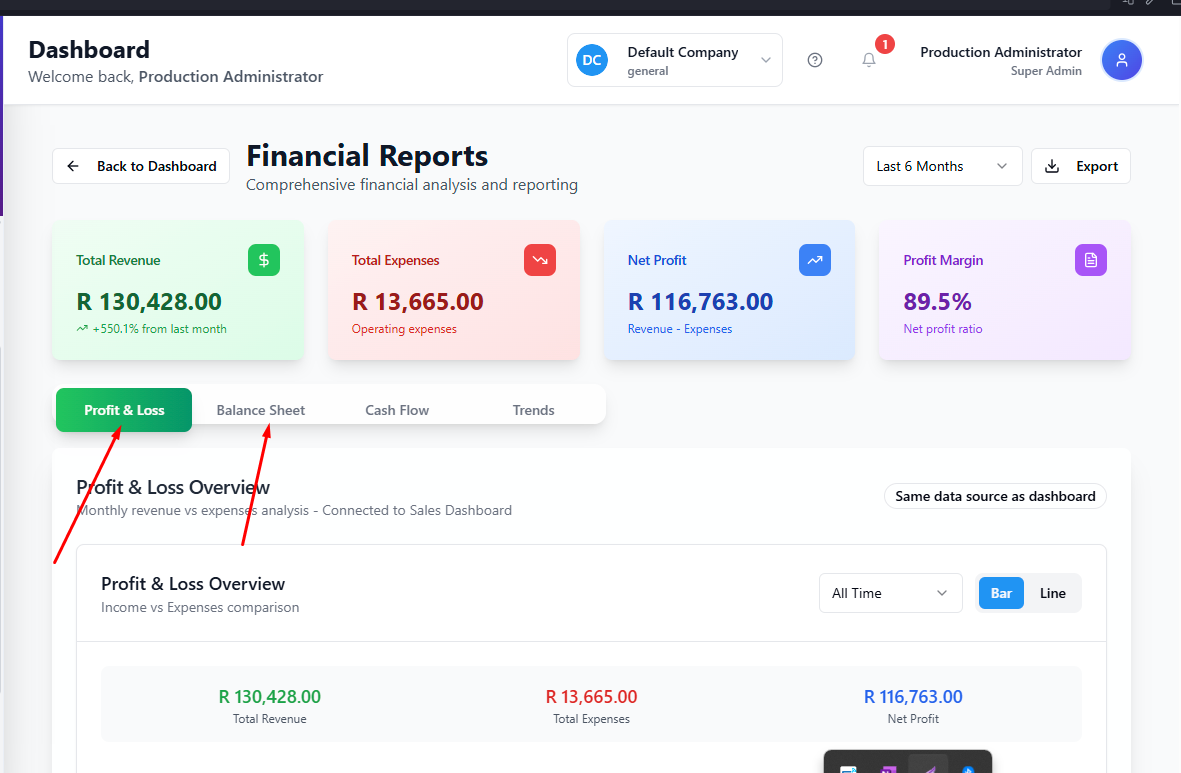 Dashboard
Welcome back, Production Administrator
DC
Default Company
general
1
Production Administrator
Super Admin
Back to Dashboard
Financial Reports
Comprehensive financial analysis and reporting
Last 6 Months
Export
Total Revenue
$
R 130,428.00
+550.1% from last month
Total Expenses
R 13,665.00
Operating expenses
Net Profit
R 116,763.00
Revenue - Expenses
Profit Margin
89.5%
Net profit ratio
Profit & Loss
Balance Sheet
Cash Flow
Trends
Profit & Loss Overview
Monthly revenue vs expenses analysis - Connected to Sales Dashboard
Same data source as dashboard
Profit & Loss Overview
Income vs Expenses comparison
All Time
Bar
Line
R 130,428.00
Total Revenue
R 13,665.00
Total Expenses
R 116,763.00
Net Profit